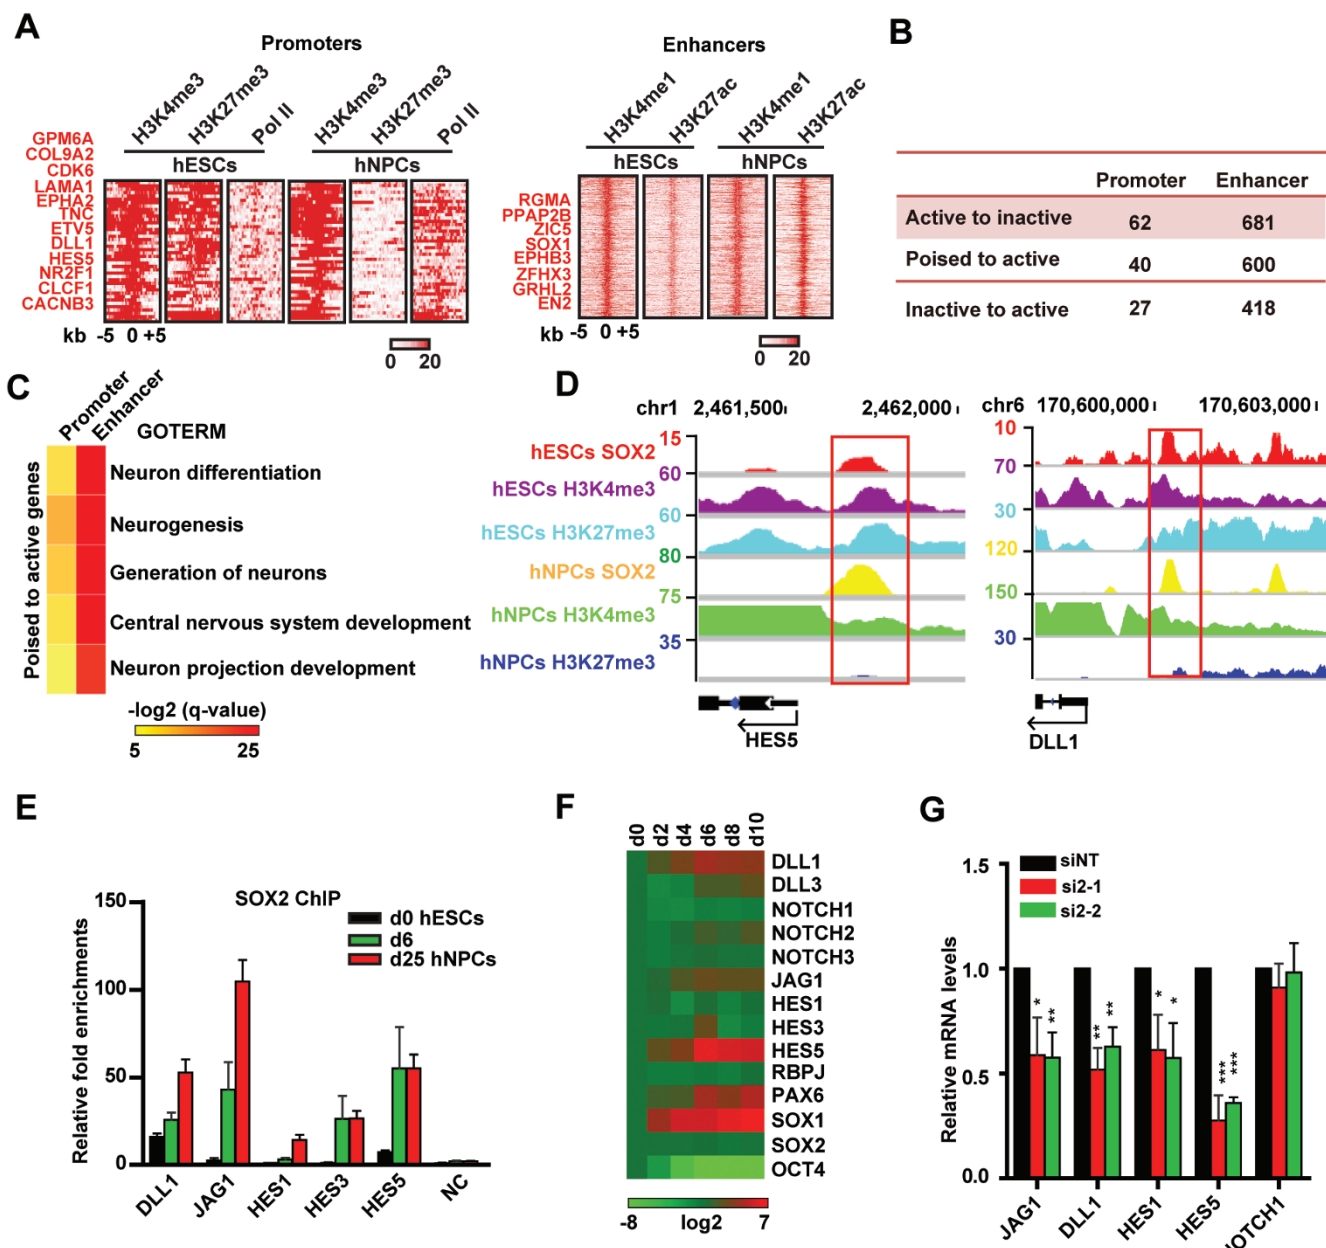 A
Promoters
H3K4me3
H3K27me3
Pol II
H3K4me3
H3K27me3
Pol II
hESCs
hNPCs
GPM6A
COL9A2
CDK6
LAMA1
EPHA2
TNC
ETV5
DLL1
HES5
NR2F1
CLCF1
CACNB3
kb -5 0 +5
0 20
Enhancers
H3K4me1
H3K27ac
H3K4me1
H3K27ac
hESCs
hNPCs
RGMA
PPAP2B
ZIC5
SOX1
EPHB3
ZFHX3
GRHL2
EN2
kb -5 0 +5
0 20
B
Promoter Enhancer
Active to inactive 62 681
Poised to active 40 600
Inactive to active 27 418
C
Promoter
Enhancer
GOTERM
Poised to active genes
Neuron differentiation
Neurogenesis
Generation of neurons
Central nervous system development
Neuron projection development
-log2 (q-value)
5 25
D
chr1 2,461,500 2,462,000
chr6 170,600,000 170,603,000
hESCs SOX2
hESCs H3K4me3
hESCs H3K27me3
hNPCs SOX2
hNPCs H3K4me3
hNPCs H3K27me3
15
60
60
80
75
35
10
70
30
120
150
30
HES5
DLL1
E
SOX2 ChIP
Relative fold enrichments
150
100
50
0
d0 hESCs
d6
d25 hNPCs
DLL1
JAG1
HES1
HES3
HES5
NC
F
d0
d2
d4
d6
d8
d10
DLL1
DLL3
NOTCH1
NOTCH2
NOTCH3
JAG1
HES1
HES3
HES5
RBPJ
PAX6
SOX1
SOX2
OCT4
-8 log2 7
G
Relative mRNA levels
1.5
1.0
0.5
0.0
siNT
si2-1
si2-2
* ** ** ** * * *** ***
JAG1
DLL1
HES1
HES5
NOTCH1